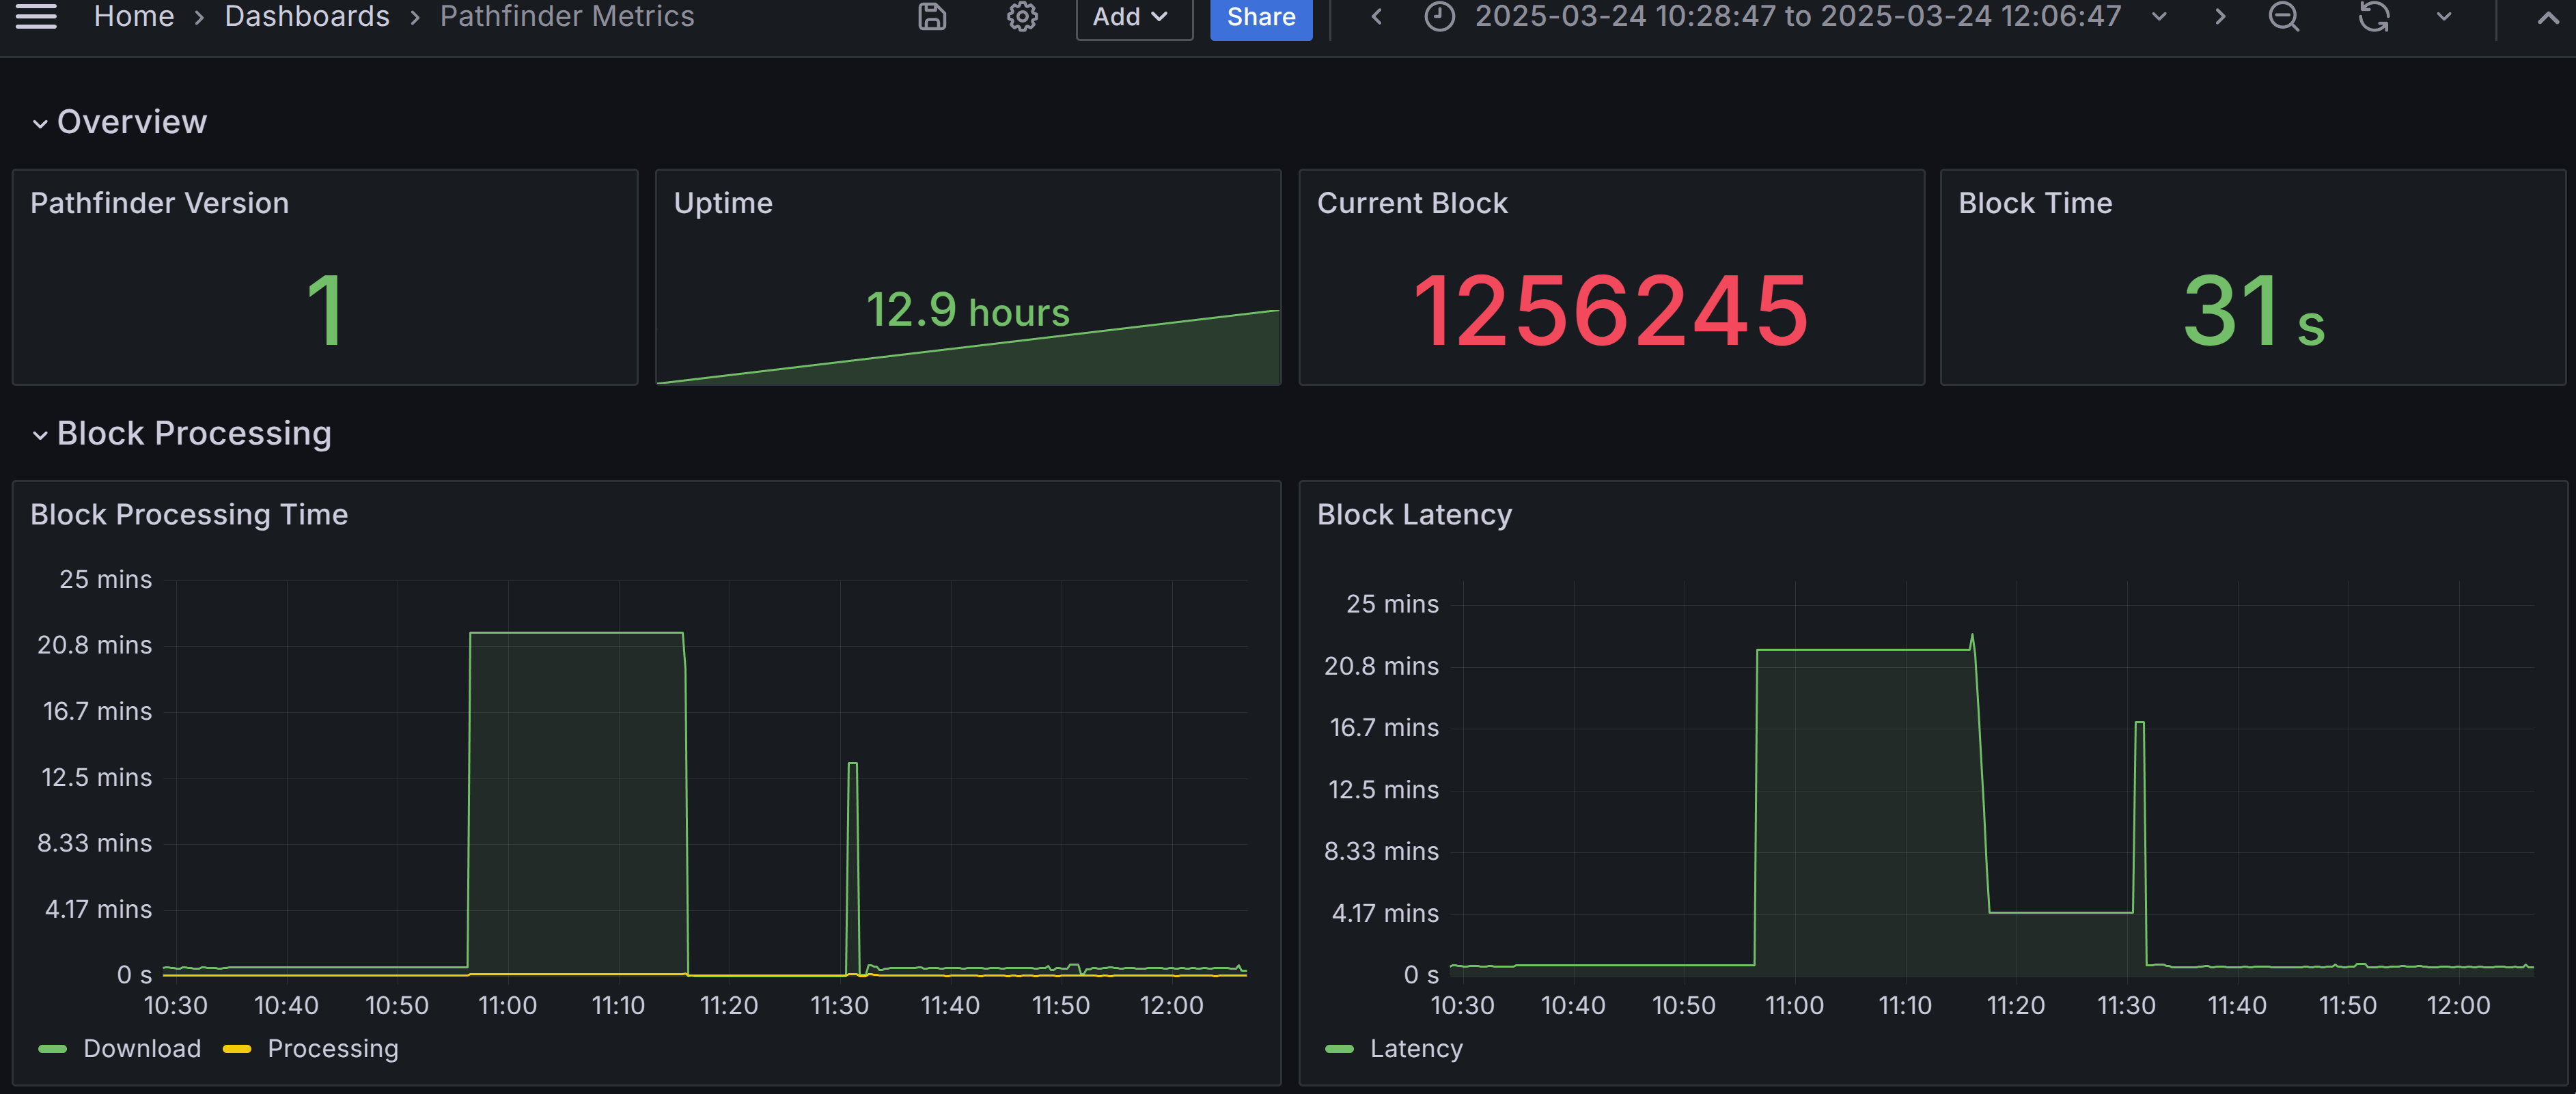 Home > Dashboards > Pathfinder Metrics Add Share 2025-03-24 10:28:47 to 2025-03-24 12:06:47
Overview
Pathfinder Version Uptime Current Block Block Time
1 12.9 hours 1256245 31 s
Block Processing
Block Processing Time
25 mins
20.8 mins
16.7 mins
12.5 mins
8.33 mins
4.17 mins
0 s
10:30 10:40 10:50 11:00 11:10 11:20 11:30 11:40 11:50 12:00
Download Processing
Block Latency
25 mins
20.8 mins
16.7 mins
12.5 mins
8.33 mins
4.17 mins
0 s
10:30 10:40 10:50 11:00 11:10 11:20 11:30 11:40 11:50 12:00
Latency